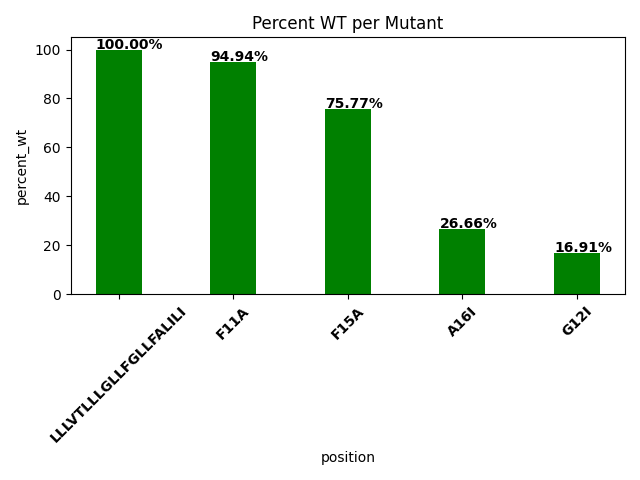 Percent WT per Mutant
100.00%
94.94%
75.77%
26.66%
16.91%
100
80
60
40
20
0
percent_wt
LLLVTLLLGLLFGLLFALILI
F11A
F15A
A16I
G12I
position